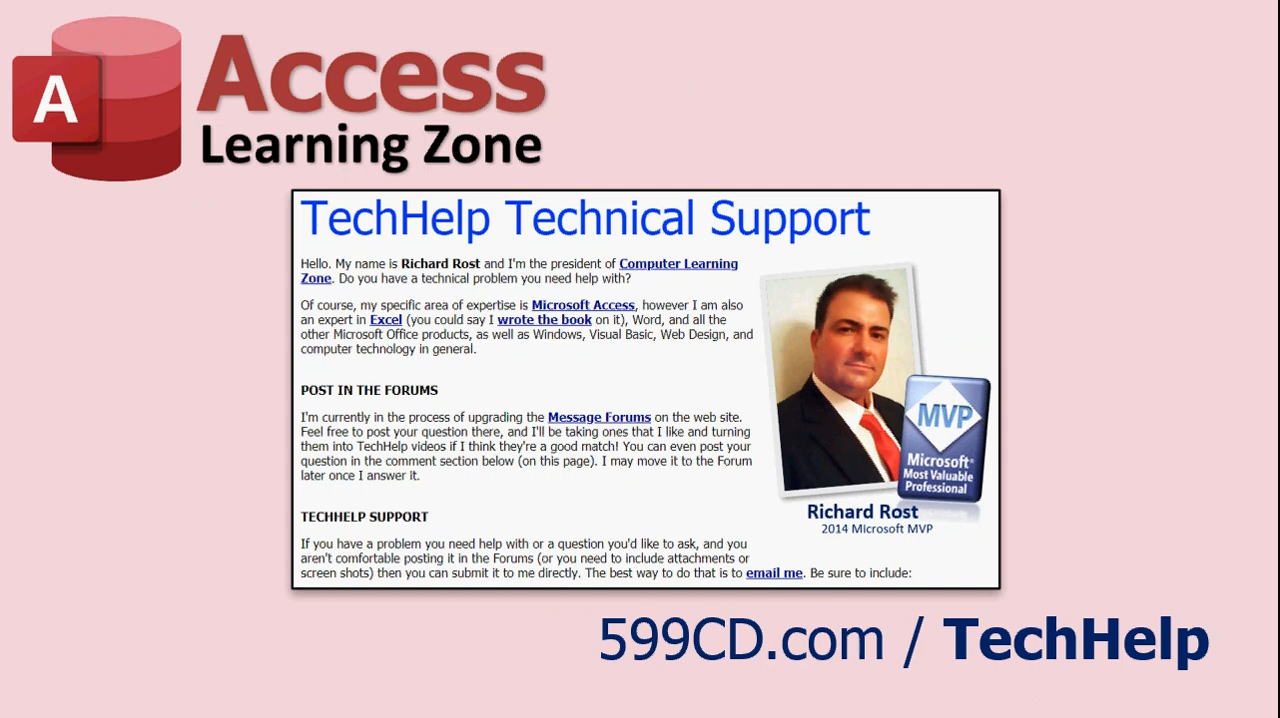 A
Access
Learning Zone
TechHelp Technical Support
Hello. My name is Richard Rost and I'm the president of Computer Learning
Zone. Do you have a technical problem you need help with?
Of course, my specific area of expertise is Microsoft Access, however I am also
an expert in Excel (you could say I wrote the book on it), Word, and all the
other Microsoft Office products, as well as Windows, Visual Basic, Web Design, and
computer technology in general.
POST IN THE FORUMS
I'm currently in the process of upgrading the Message Forums on the web site.
Feel free to post your question there, and I'll be taking ones that I like and turning
them into TechHelp videos if I think they're a good match! You can even post your
question in the comment section below (on this page). I may move it to the Forum
later once I answer it.
MVP
Microsoft®
Most Valuable
Professional
Richard Rost
2014 Microsoft MVP
TECHHELP SUPPORT
If you have a problem you need help with or a question you'd like to ask, and you
aren't comfortable posting it in the Forums (or you need to include attachments or
screen shots) then you can submit it to me directly. The best way to do that is to email me. Be sure to include:
599CD.com / TechHelp